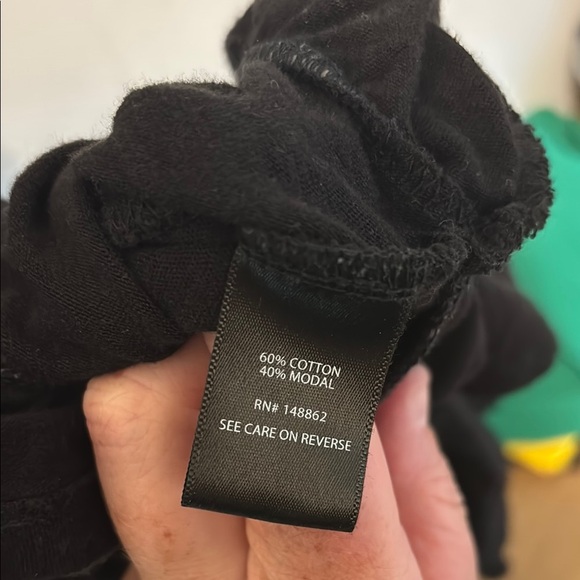 60% COTTON
40% MODAL
RN# 148862
SEE CARE ON REVERSE